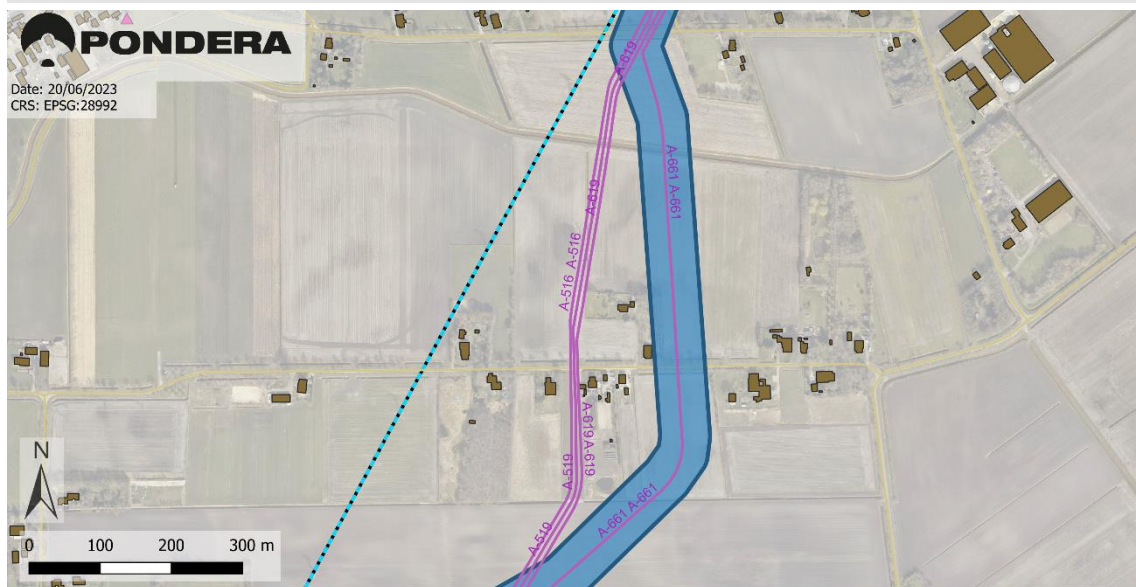 PONDERA
Date: 20/06/2023
CRS: EPSG:28992
A-619
A-661 A-661
A-619
A-516 A-516
A-619 A-619
A-519
A-661 A-661
A-519
N
0 100 200 300 m